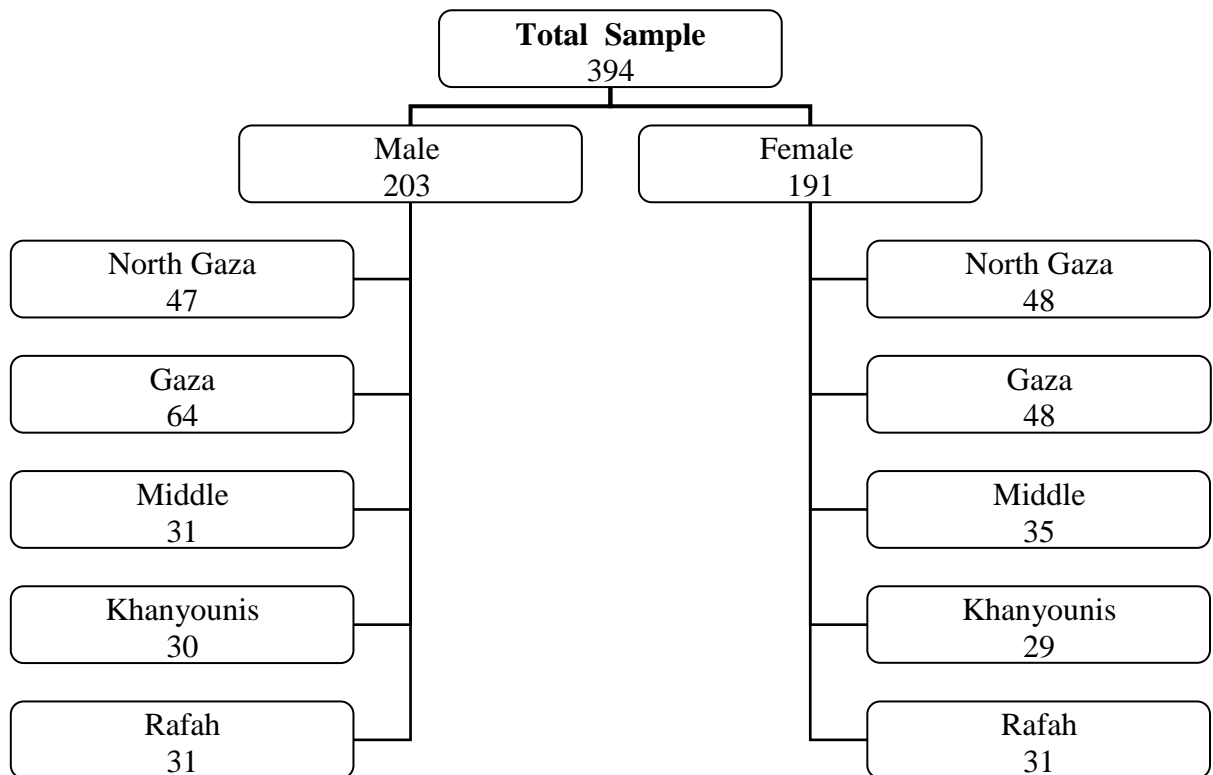 Total Sample
394
Male
203
Female
191
North Gaza
47
Gaza
64
Middle
31
Khanyounis
30
Rafah
31
North Gaza
48
Gaza
48
Middle
35
Khanyounis
29
Rafah
31